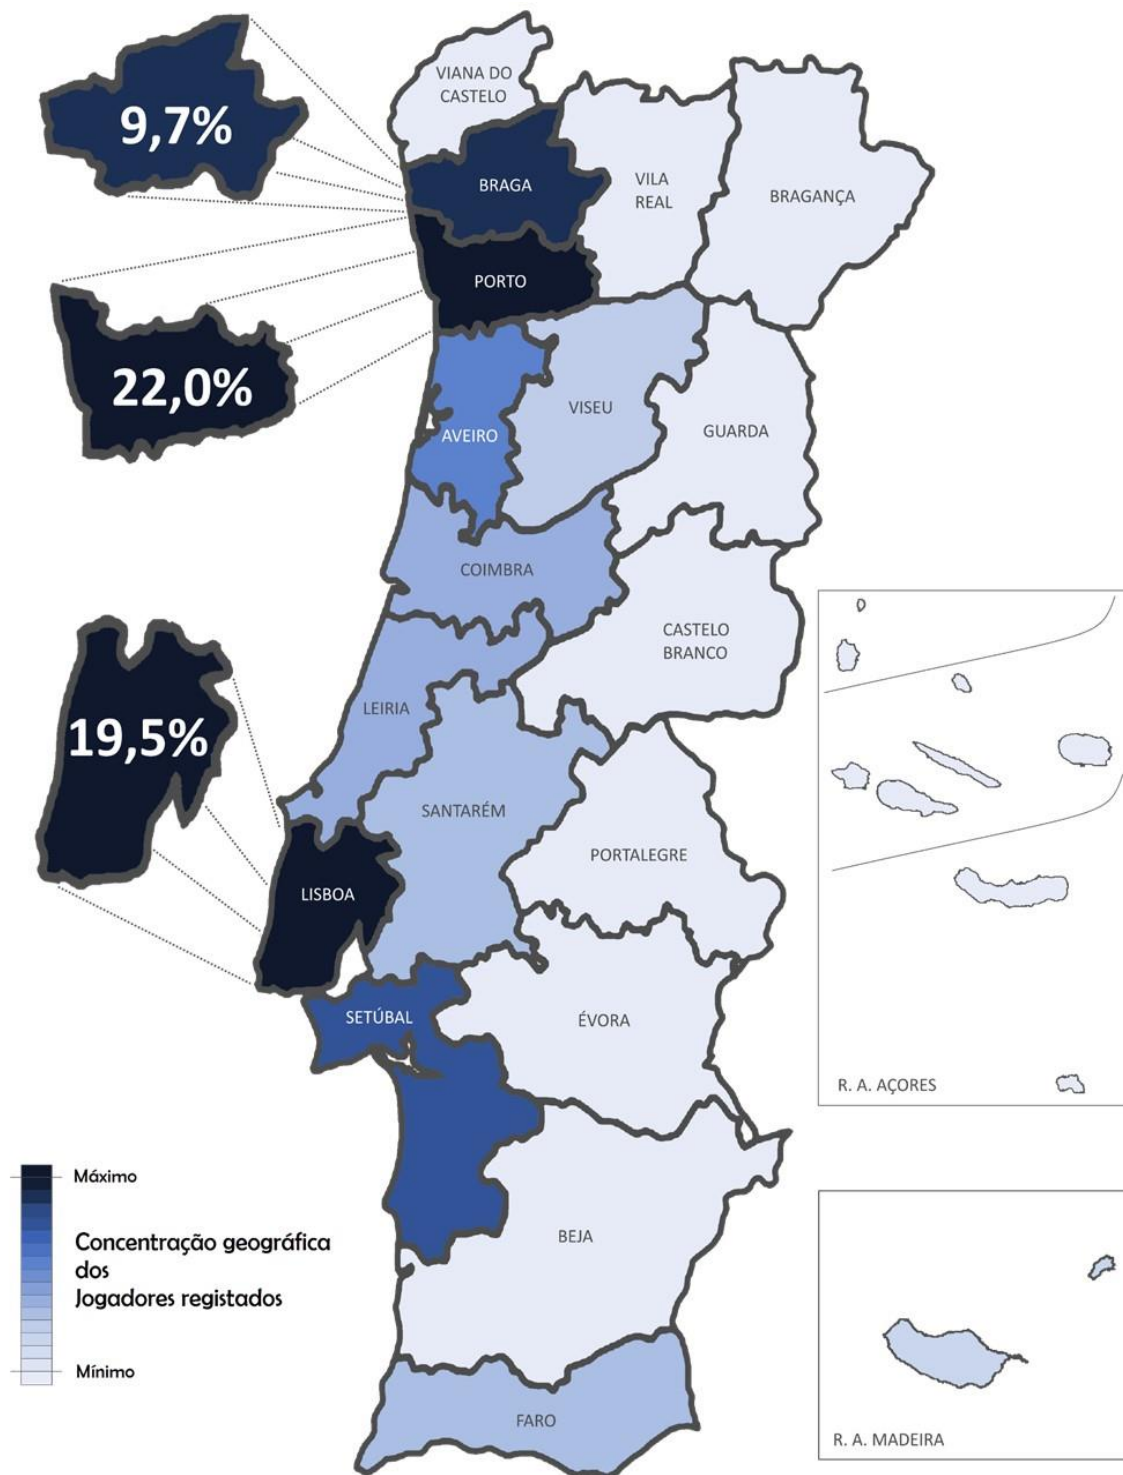 VIANA DO
CASTELO
9,7%
BRAGA
VILA
REAL
BRAGANÇA
PORTO
22,0%
VISEU
AVEIRO
GUARDA
COIMBRA
CASTELO
BRANCO
LEIRIA
19,5%
SANTARÉM
PORTALEGRE
LISBOA
SETÚBAL
ÉVORA
R. A. AÇORES
Máximo
Concentração geográfica
dos
Jogadores registados
Mínimo
BEJA
FARO
R. A. MADEIRA